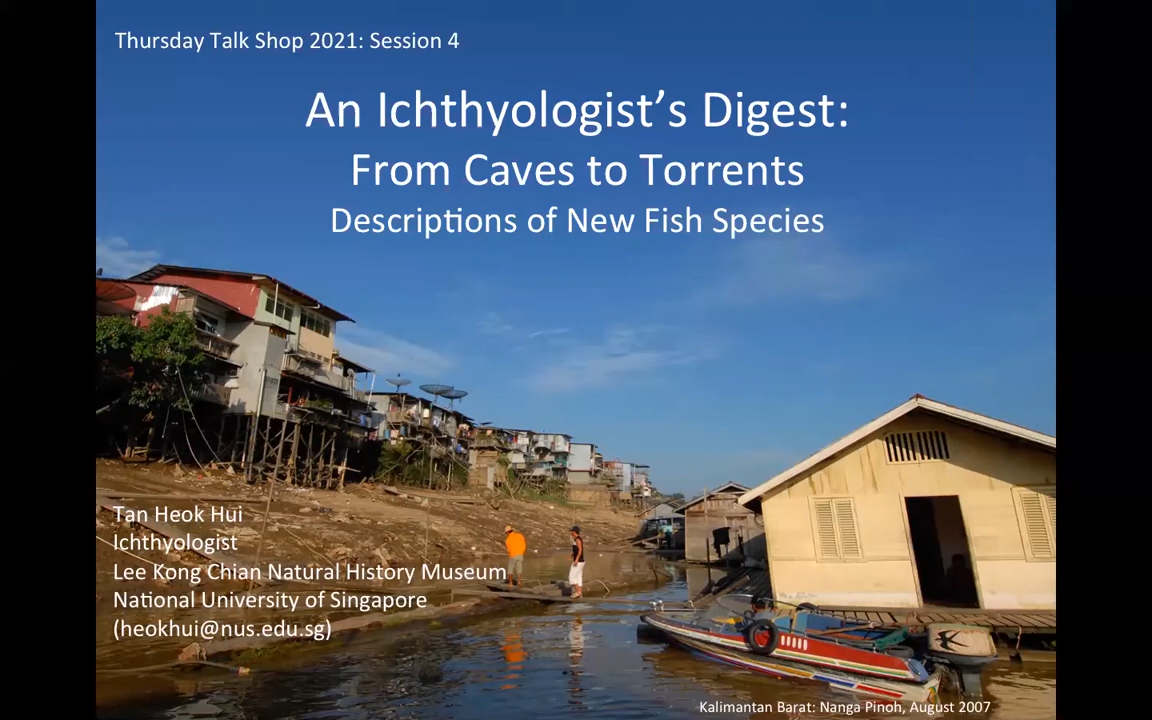 Thursday Talk Shop 2021: Session 4
An Ichthyologist's Digest:
From Caves to Torrents
Descriptions of New Fish Species
Tan Heok Hui
Ichthyologist
Lee Kong Chian Natural History Museum
National University of Singapore
(heokhui@nus.edu.sg)
Kalimantan Barat: Nanga Pinoh, August 2007